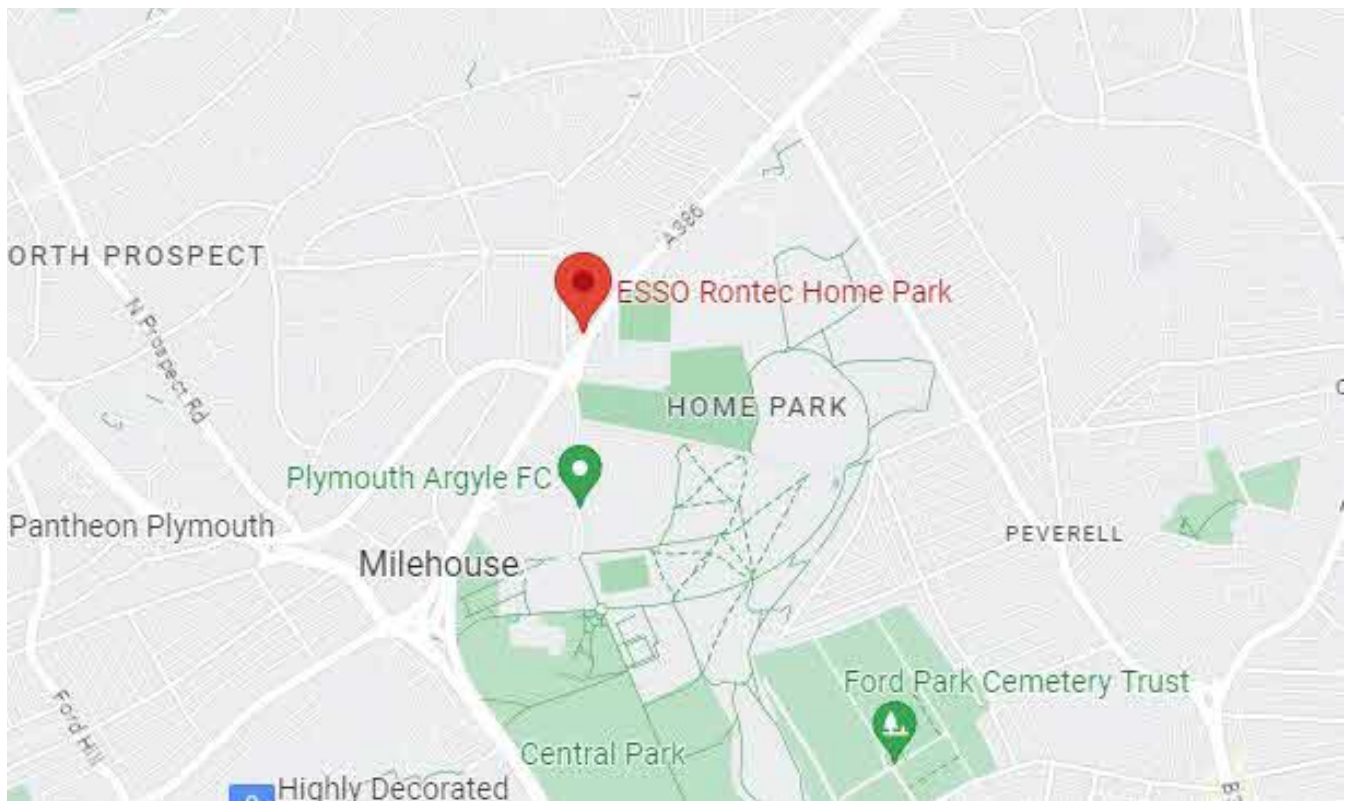 A386
ORTH PROSPECT
ESSO Rontec Home Park
N Prospect Rd
HOME PARK
Plymouth Argyle FC
Pantheon Plymouth
PEVERELL
Milehouse
Ford Park Cemetery Trust
Ford Hill
Central Park
Highly Decorated